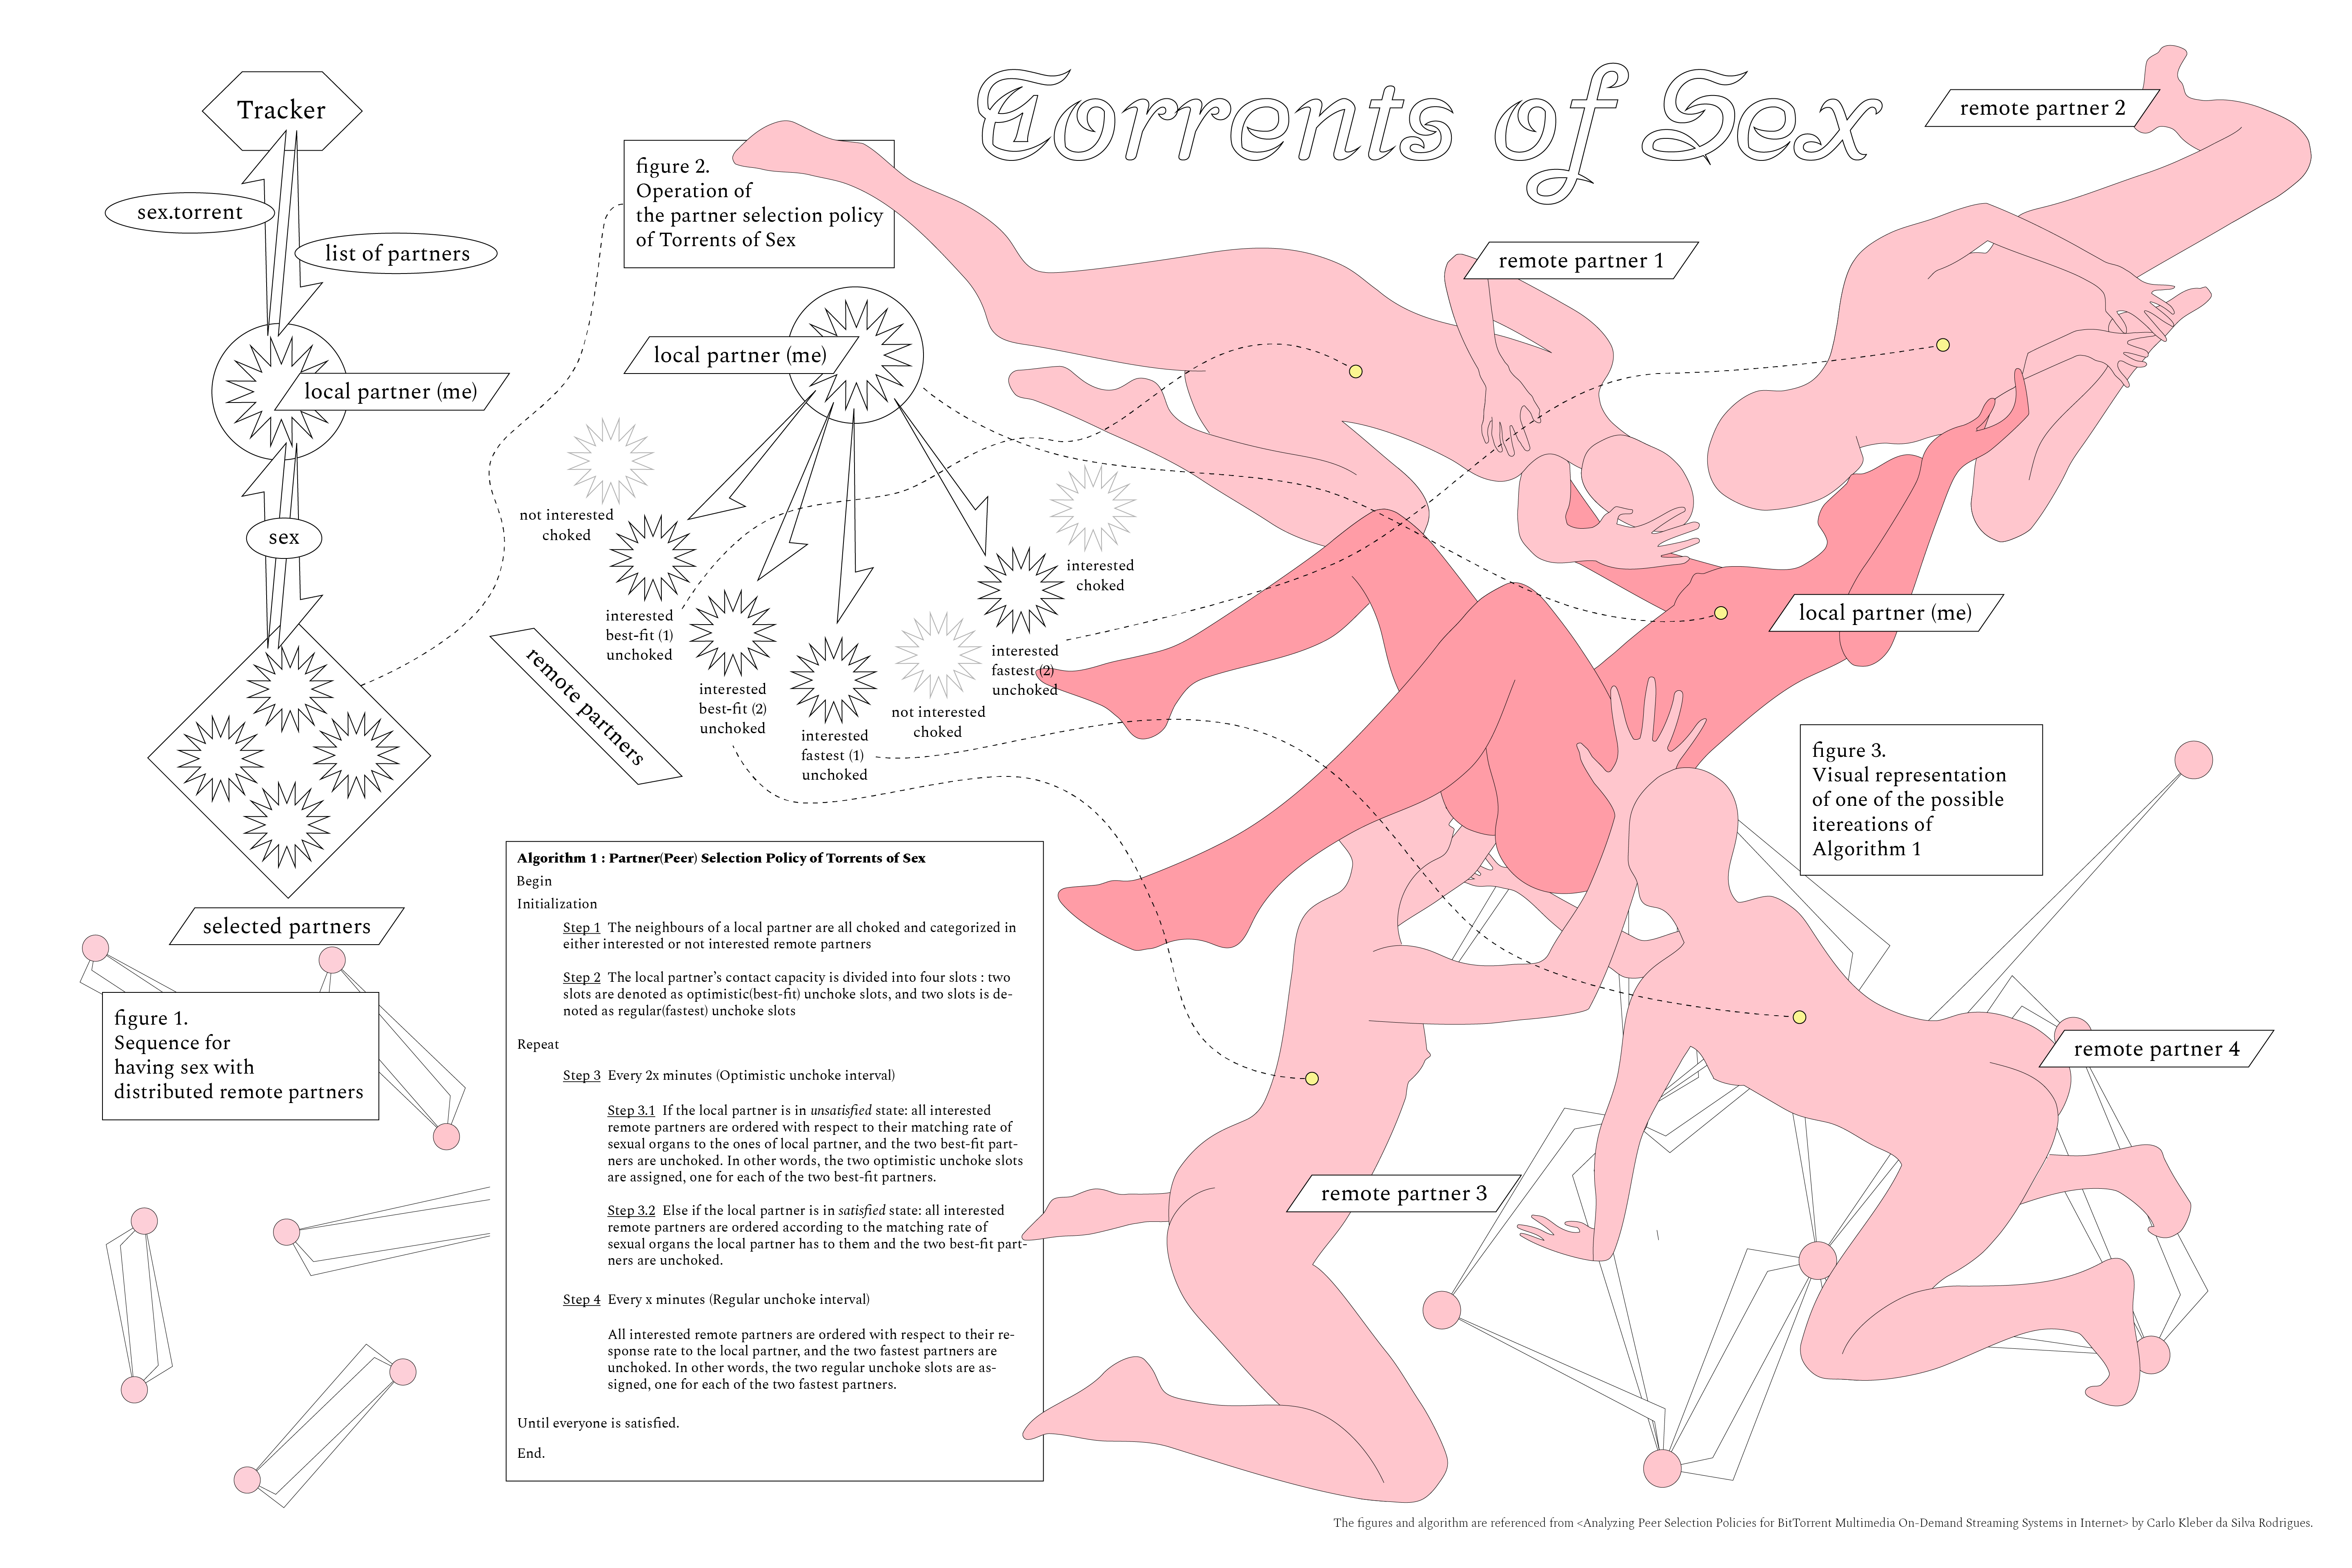 Torrents of Sex
Tracker
sex.torrent
list of partners
local partner (me)
sex
selected partners
figure 1.
Sequence for
having sex with
distributed remote partners
figure 2.
Operation of
the partner selection policy
of Torrents of Sex
local partner (me)
not interested
choked
interested
best-fit (1)
unchoked
interested
best-fit (2)
unchoked
interested
fastest (1)
unchoked
not interested
choked
interested
fastest (2)
unchoked
interested
choked
remote partners
Algorithm 1 : Partner(Peer) Selection Policy of Torrents of Sex
Begin
Initialization
Step 1 The neighbours of a local partner are all choked and categorized in
either interested or not interested remote partners
Step 2 The local partner's contact capacity is divided into four slots : two
slots are denoted as optimistic(best-fit) unchoke slots, and two slots is de-
noted as regular(fastest) unchoke slots
Repeat
Step 3 Every 2x minutes (Optimistic unchoke interval)
Step 3.1 If the local partner is in unsatisfied state: all interested
remote partners are ordered with respect to their matching rate of
sexual organs to the ones of local partner, and the two best-fit part-
ners are unchoked. In other words, the two optimistic unchoke slots
are assigned, one for each of the two best-fit partners.
Step 3.2 Else if the local partner is in satisfied state: all interested
remote partners are ordered according to the matching rate of
sexual organs the local partner has to them and the two best-fit part-
ners are unchoked.
Step 4 Every x minutes (Regular unchoke interval)
All interested remote partners are ordered with respect to their re-
sponse rate to the local partner, and the two fastest partners are
unchoked. In other words, the two regular unchoke slots are as-
signed, one for each of the two fastest partners.
Until everyone is satisfied.
End.
remote partner 1
remote partner 2
local partner (me)
figure 3.
Visual representation
of one of the possible
itereations of
Algorithm 1
remote partner 3
remote partner 4
The figures and algorithm are referenced from <Analyzing Peer Selection Policies for BitTorrent Multimedia On-Demand Streaming Systems in Internet> by Carlo Kleber da Silva Rodrigues.